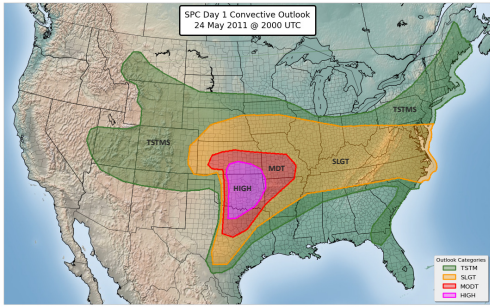 SPC Day 1 Convective Outlook
24 May 2011 @ 2000 UTC
TSTMS
TSTMS
MDT
SLGT
HIGH
Outlook Categories
TSTM
SLGT
MODT
HIGH